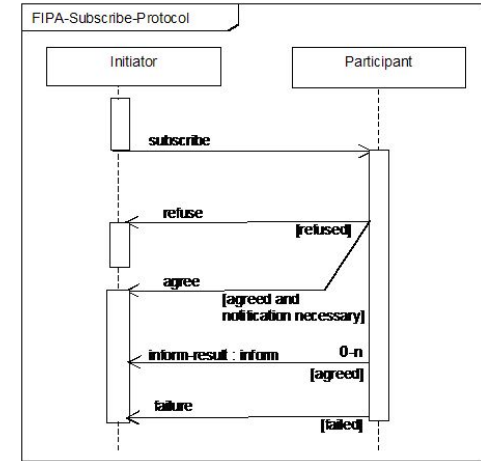 FIPA-Subscribe-Protocol
Initiator
Participant
subscribe
refuse
[refused]
agree
[agreed and
notification necessary]
inform-result : inform
0-n
[agreed]
failure
[failed]